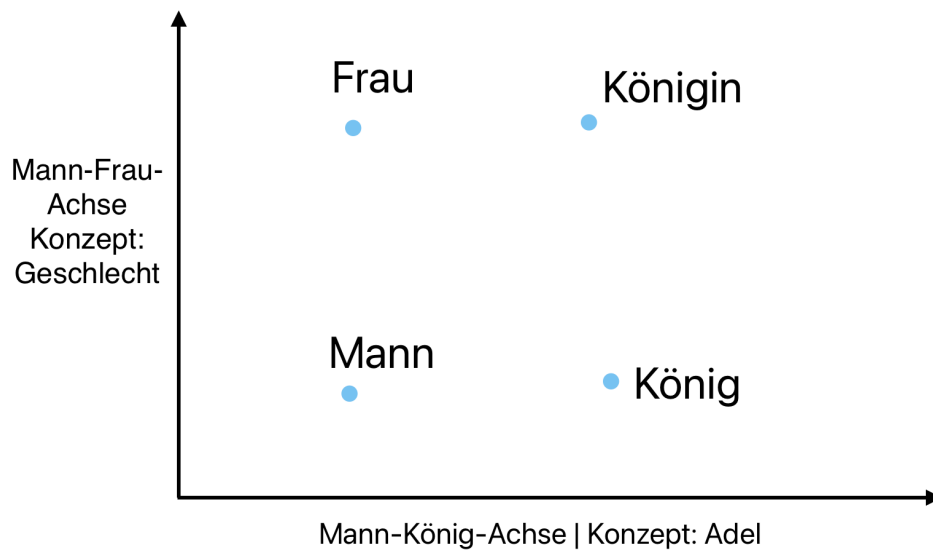 Frau
Königin
Mann-Frau-
Achse
Konzept:
Geschlecht
Mann
König
Mann-König-Achse | Konzept: Adel